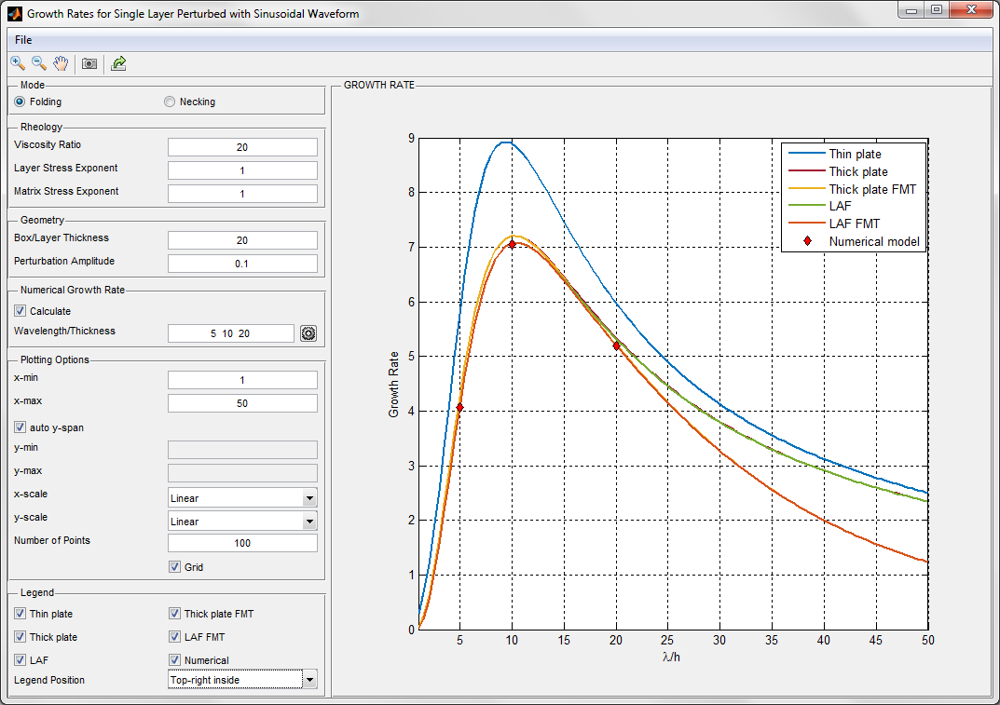 Growth Rates for Single Layer Perturbed with Sinusoidal Waveform
File
Mode
Folding
Necking
Rheology
Viscosity Ratio 20
Layer Stress Exponent 1
Matrix Stress Exponent 1
Geometry
Box/Layer Thickness 20
Perturbation Amplitude 0.1
Numerical Growth Rate
Calculate
Wavelength/Thickness 5 10 20
Plotting Options
x-min 1
x-max 50
auto y-span
y-min
y-max
x-scale Linear
y-scale Linear
Number of Points 100
Grid
Legend
Thin plate Thick plate FMT
Thick plate LAF FMT
LAF Numerical
Legend Position Top-right inside
GROWTH RATE
9
8
7
6
5
4
3
2
1
0
Growth Rate
Thin plate
Thick plate
Thick plate FMT
LAF
LAF FMT
Numerical model
5 10 15 20 25 30 35 40 45 50
λ/h